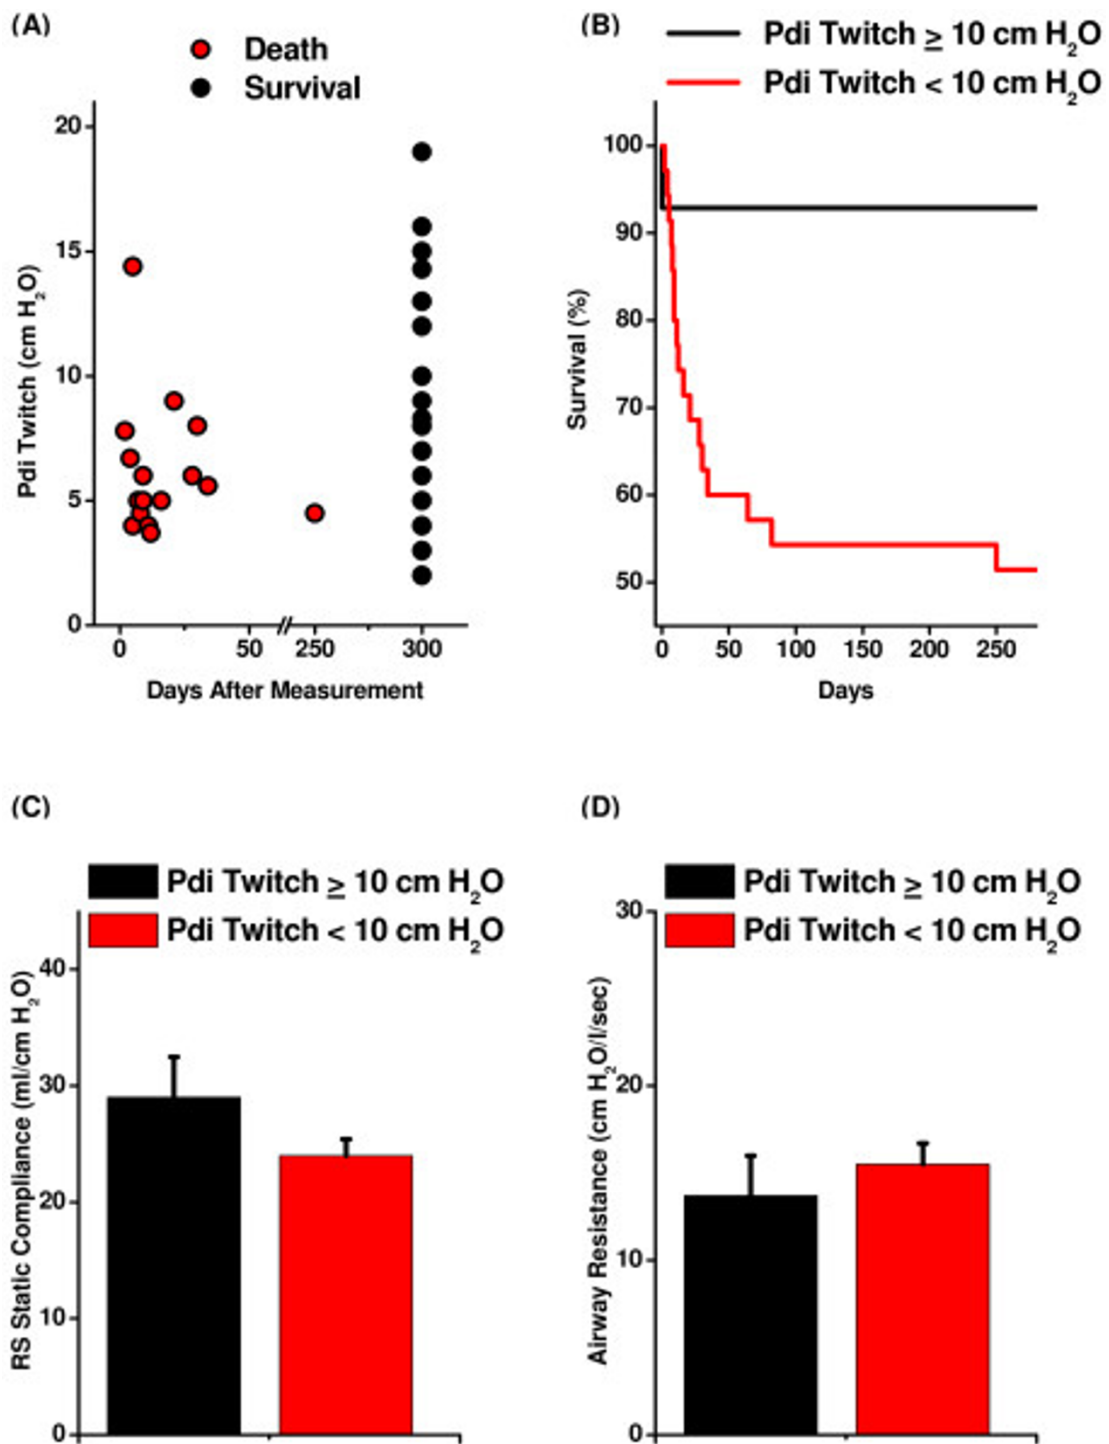 (A)
Death
Survival
20
15
10
5
0
Pdi Twitch (cm H₂O)
0 50 250 300
Days After Measurement
(B)
Pdi Twitch ≥ 10 cm H₂O
Pdi Twitch < 10 cm H₂O
100
90
80
70
60
50
Survival (%)
0 50 100 150 200 250
Days
(C)
Pdi Twitch ≥ 10 cm H₂O
Pdi Twitch < 10 cm H₂O
40
30
20
10
0
RS Static Compliance (ml/cm H₂O)
(D)
Pdi Twitch ≥ 10 cm H₂O
Pdi Twitch < 10 cm H₂O
30
20
10
0
Airway Resistance (cm H₂O/l/sec)